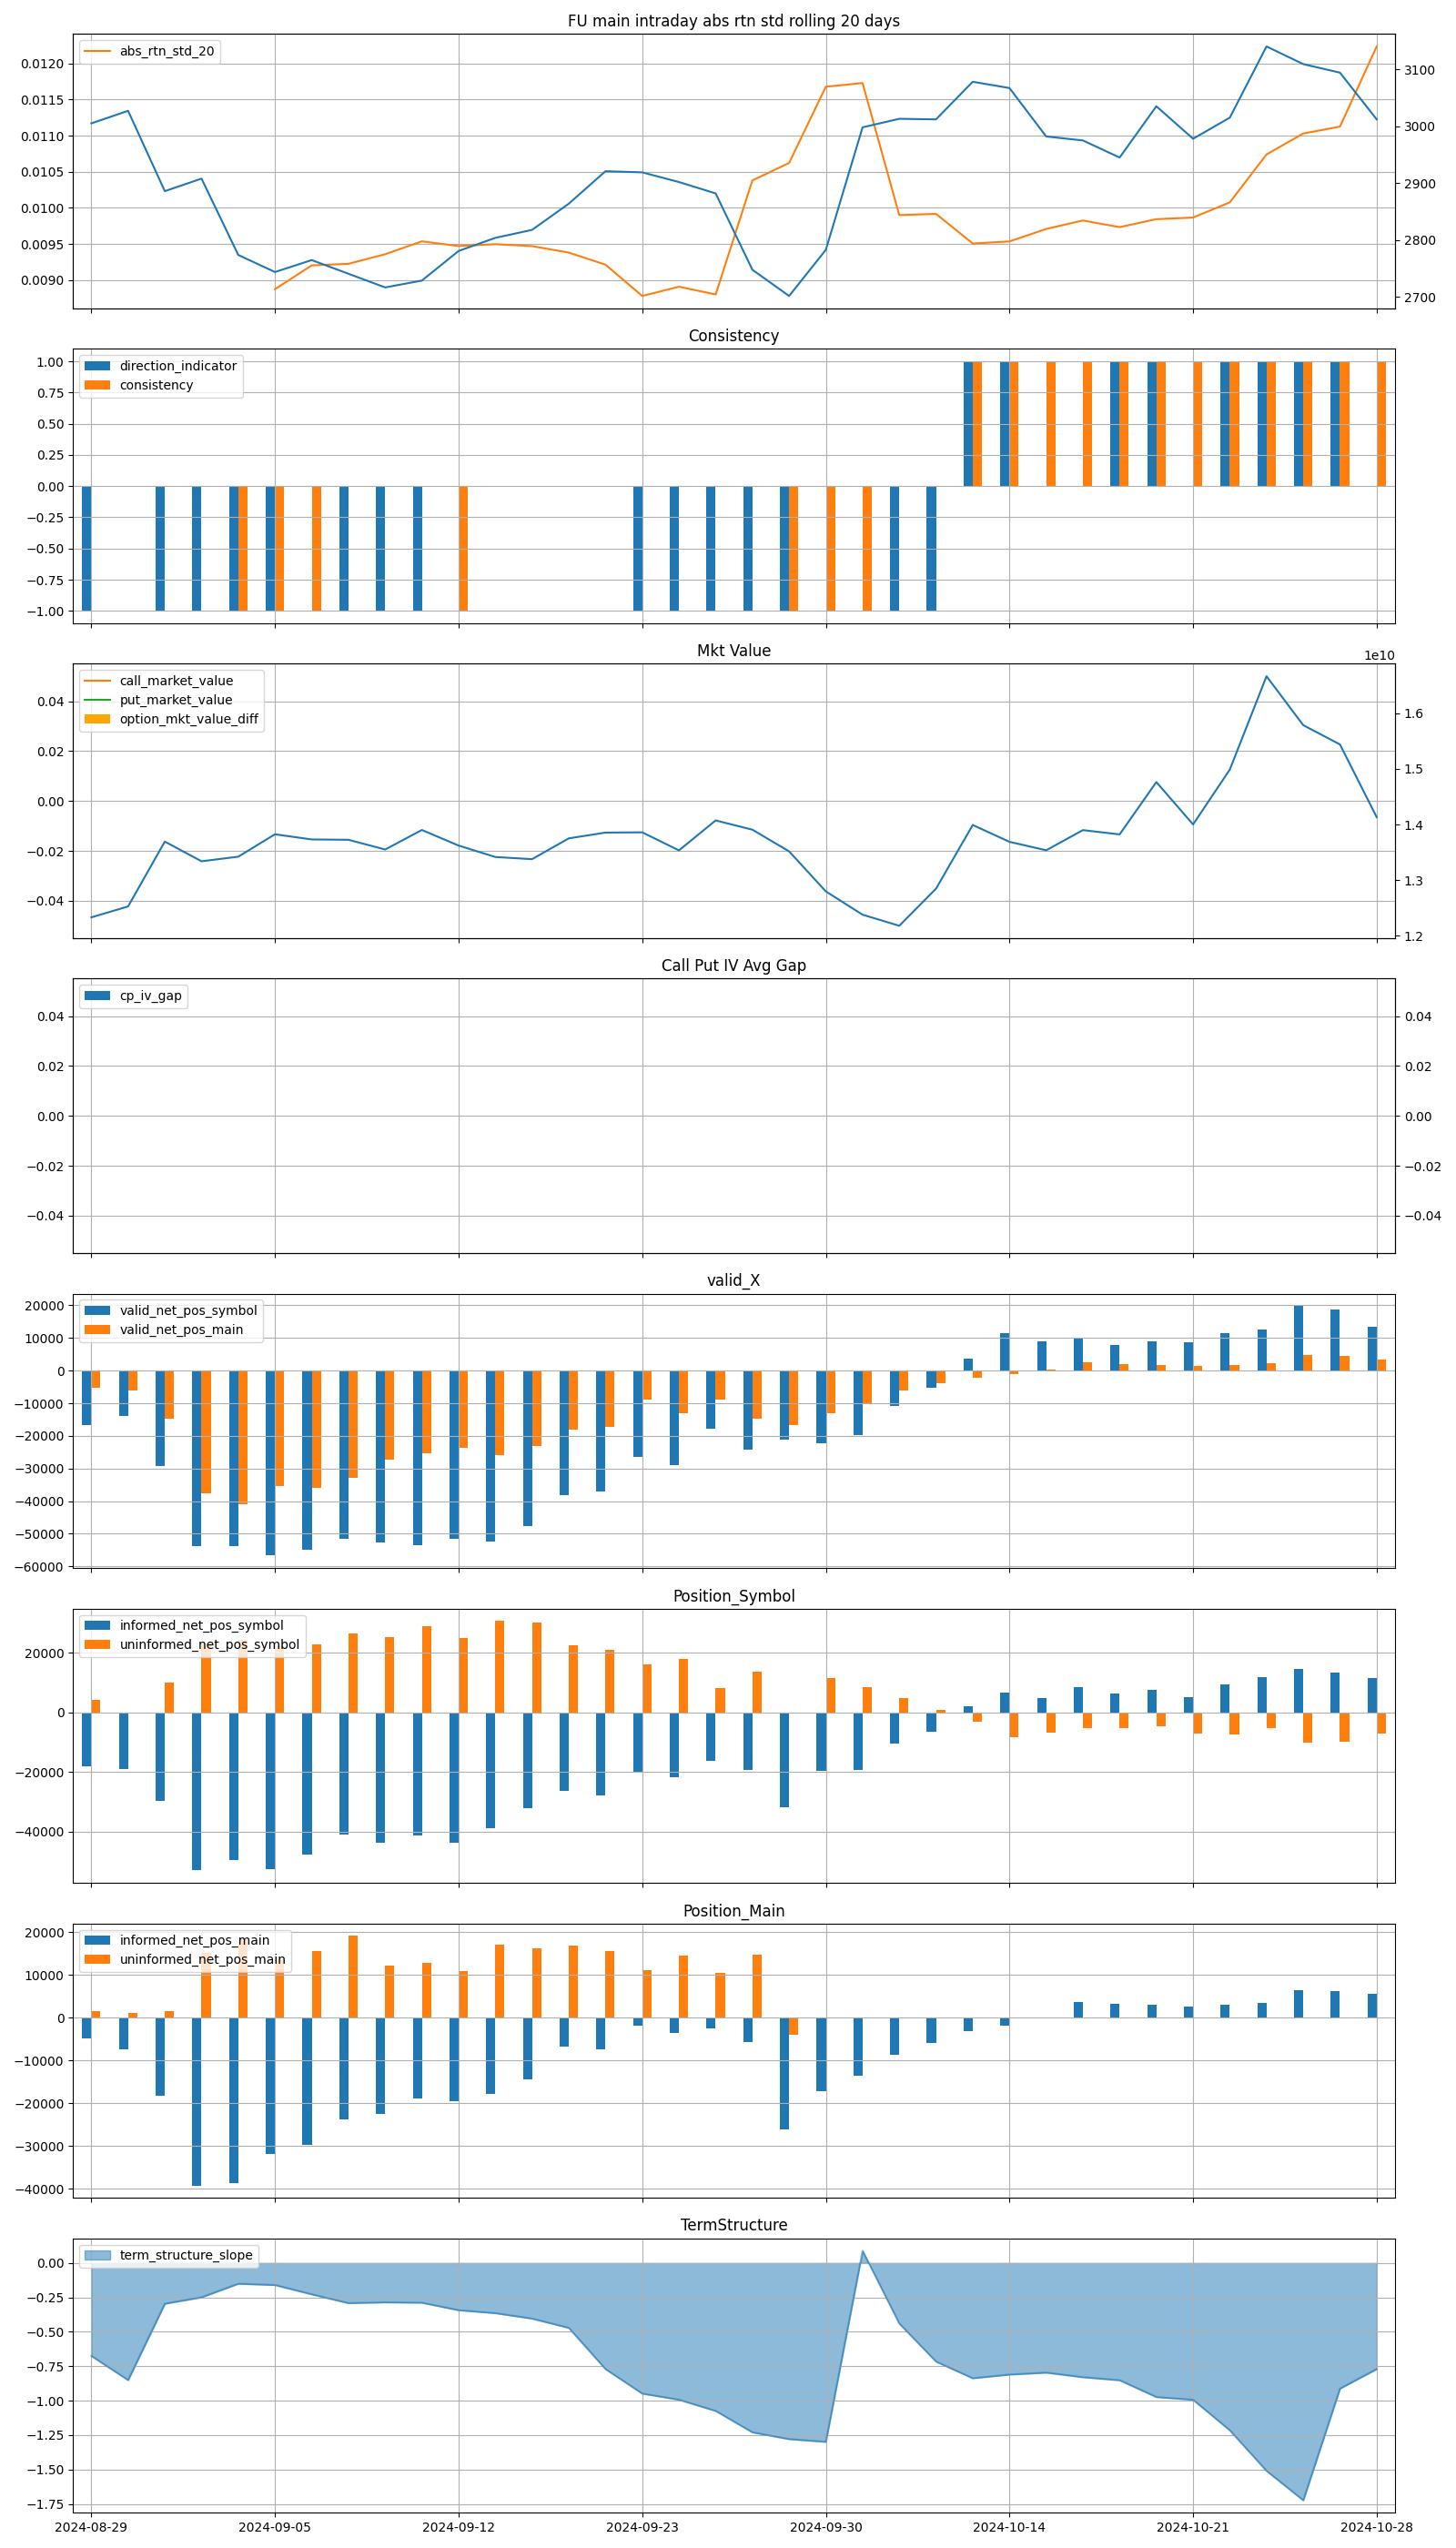 FU main intraday abs rtn std rolling 20 days
abs_rtn_std_20
0.0120
0.0115
0.0110
0.0105
0.0100
0.0095
0.0090
3100
3000
2900
2800
2700
Consistency
direction_indicator
consistency
1.00
0.75
0.50
0.25
0.00
−0.25
−0.50
−0.75
−1.00
Mkt Value
1e10
call_market_value
put_market_value
option_mkt_value_diff
0.04
0.02
0.00
−0.02
−0.04
1.6
1.5
1.4
1.3
1.2
Call Put IV Avg Gap
cp_iv_gap
0.04
0.02
0.00
−0.02
−0.04
0.04
0.02
0.00
−0.02
−0.04
valid_X
valid_net_pos_symbol
valid_net_pos_main
20000
10000
0
−10000
−20000
−30000
−40000
−50000
−60000
Position_Symbol
informed_net_pos_symbol
uninformed_net_pos_symbol
20000
0
−20000
−40000
Position_Main
informed_net_pos_main
uninformed_net_pos_main
20000
10000
0
−10000
−20000
−30000
−40000
TermStructure
term_structure_slope
0.00
−0.25
−0.50
−0.75
−1.00
−1.25
−1.50
−1.75
2024-08-29 2024-09-05 2024-09-12 2024-09-23 2024-09-30 2024-10-14 2024-10-21 2024-10-28